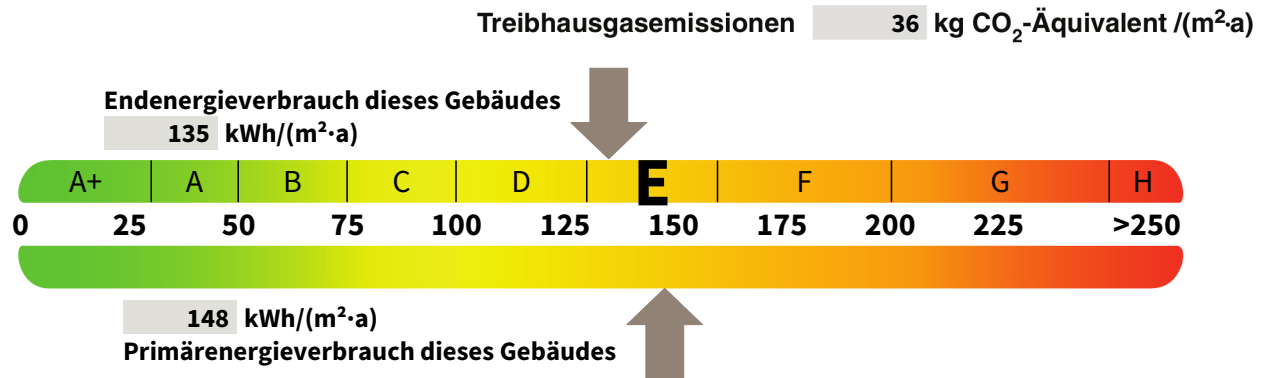 Treibhausgasemissionen 36 kg CO₂-Äquivalent /(m²·a)
Endenergieverbrauch dieses Gebäudes
135 kWh/(m²·a)
A+ A B C D E F G H
0 25 50 75 100 125 150 175 200 225 >250
148 kWh/(m²·a)
Primärenergieverbrauch dieses Gebäudes